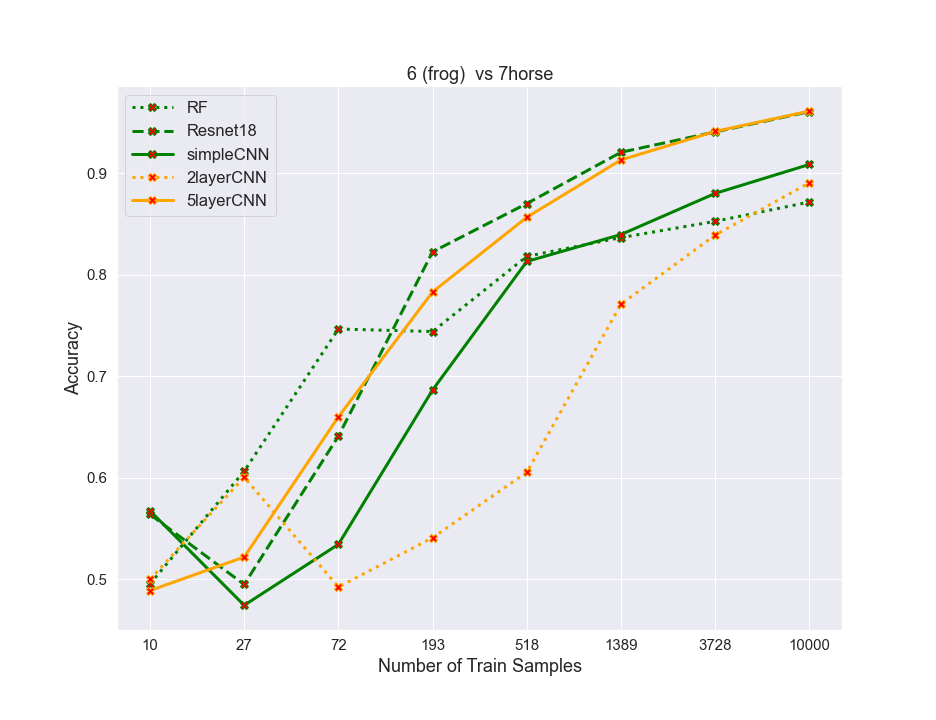 6 (frog)  vs 7horse
RF
Resnet18
simpleCNN
2layerCNN
5layerCNN
Accuracy
0.9
0.8
0.7
0.6
0.5
10 27 72 193 518 1389 3728 10000
Number of Train Samples